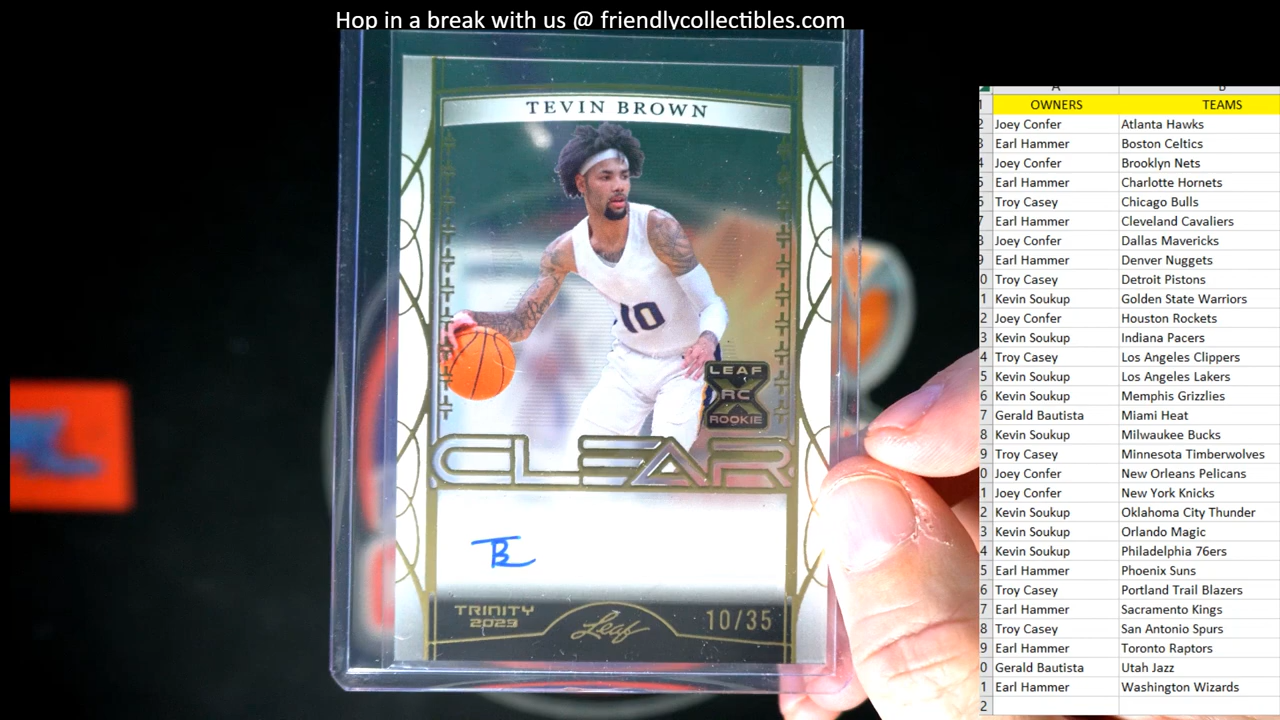 Hop in a break with us @ friendlycollectibles.com
TEVIN BROWN
10
LEAF
RC
ROOKIE
CLEAR
TB
TRINITY
2023
Leaf
10/35
OWNERS TEAMS
Joey Confer Atlanta Hawks
Earl Hammer Boston Celtics
Joey Confer Brooklyn Nets
Earl Hammer Charlotte Hornets
Troy Casey Chicago Bulls
Earl Hammer Cleveland Cavaliers
Joey Confer Dallas Mavericks
Earl Hammer Denver Nuggets
Troy Casey Detroit Pistons
Kevin Soukup Golden State Warriors
Joey Confer Houston Rockets
Kevin Soukup Indiana Pacers
Troy Casey Los Angeles Clippers
Kevin Soukup Los Angeles Lakers
Kevin Soukup Memphis Grizzlies
Gerald Bautista Miami Heat
Kevin Soukup Milwaukee Bucks
Troy Casey Minnesota Timberwolves
Joey Confer New Orleans Pelicans
Joey Confer New York Knicks
Kevin Soukup Oklahoma City Thunder
Kevin Soukup Orlando Magic
Kevin Soukup Philadelphia 76ers
Earl Hammer Phoenix Suns
Troy Casey Portland Trail Blazers
Earl Hammer Sacramento Kings
Troy Casey San Antonio Spurs
Earl Hammer Toronto Raptors
Gerald Bautista Utah Jazz
Earl Hammer Washington Wizards